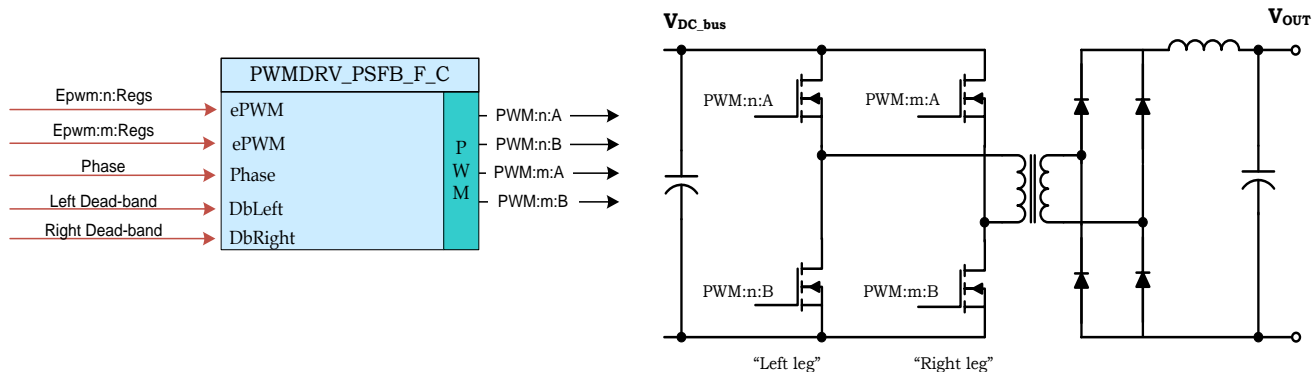 PWMDRV_PSFB_F_C
Epwm:n:Regs
ePWM
Epwm:m:Regs
ePWM
Phase
Phase
Left Dead-band
DbLeft
Right Dead-band
DbRight
P
W
M
PWM:n:A
PWM:n:B
PWM:m:A
PWM:m:B
VDC_bus
VOUT
PWM:n:A
PWM:m:A
PWM:n:B
PWM:m:B
“Left leg”
“Right leg”